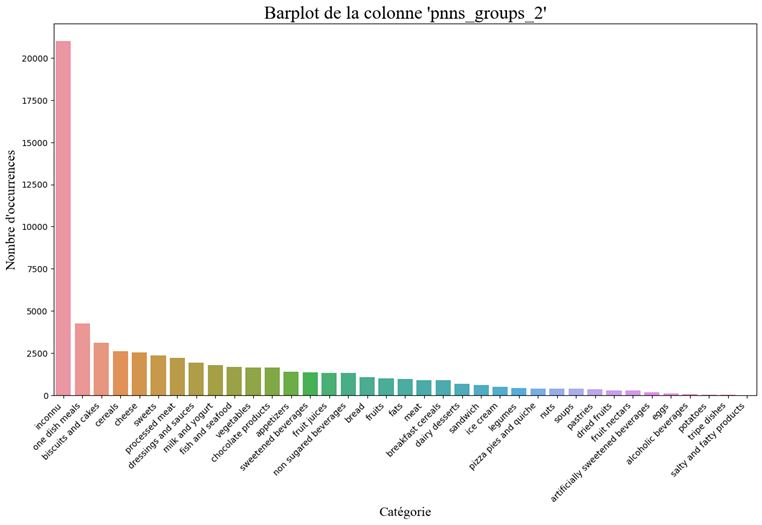 Barplot de la colonne 'pnns_groups_2'
Nombre d'occurrences
20000
17500
15000
12500
10000
7500
5000
2500
0
inconnu
one dish meals
biscuits and cakes
cereals
cheese
sweets
processed meat
dressings and sauces
milk and yogurt
fish and seafood
vegetables
chocolate products
appetizers
sweetened beverages
fruit juices
non sugared beverages
bread
fruits
fats
meat
breakfast cereals
dairy desserts
sandwich
ice cream
legumes
pizza pies and quiche
nuts
soups
pastries
dried fruits
fruit nectars
artificially sweetened beverages
eggs
alcoholic beverages
potatoes
tripe dishes
salty and fatty products
Catégorie